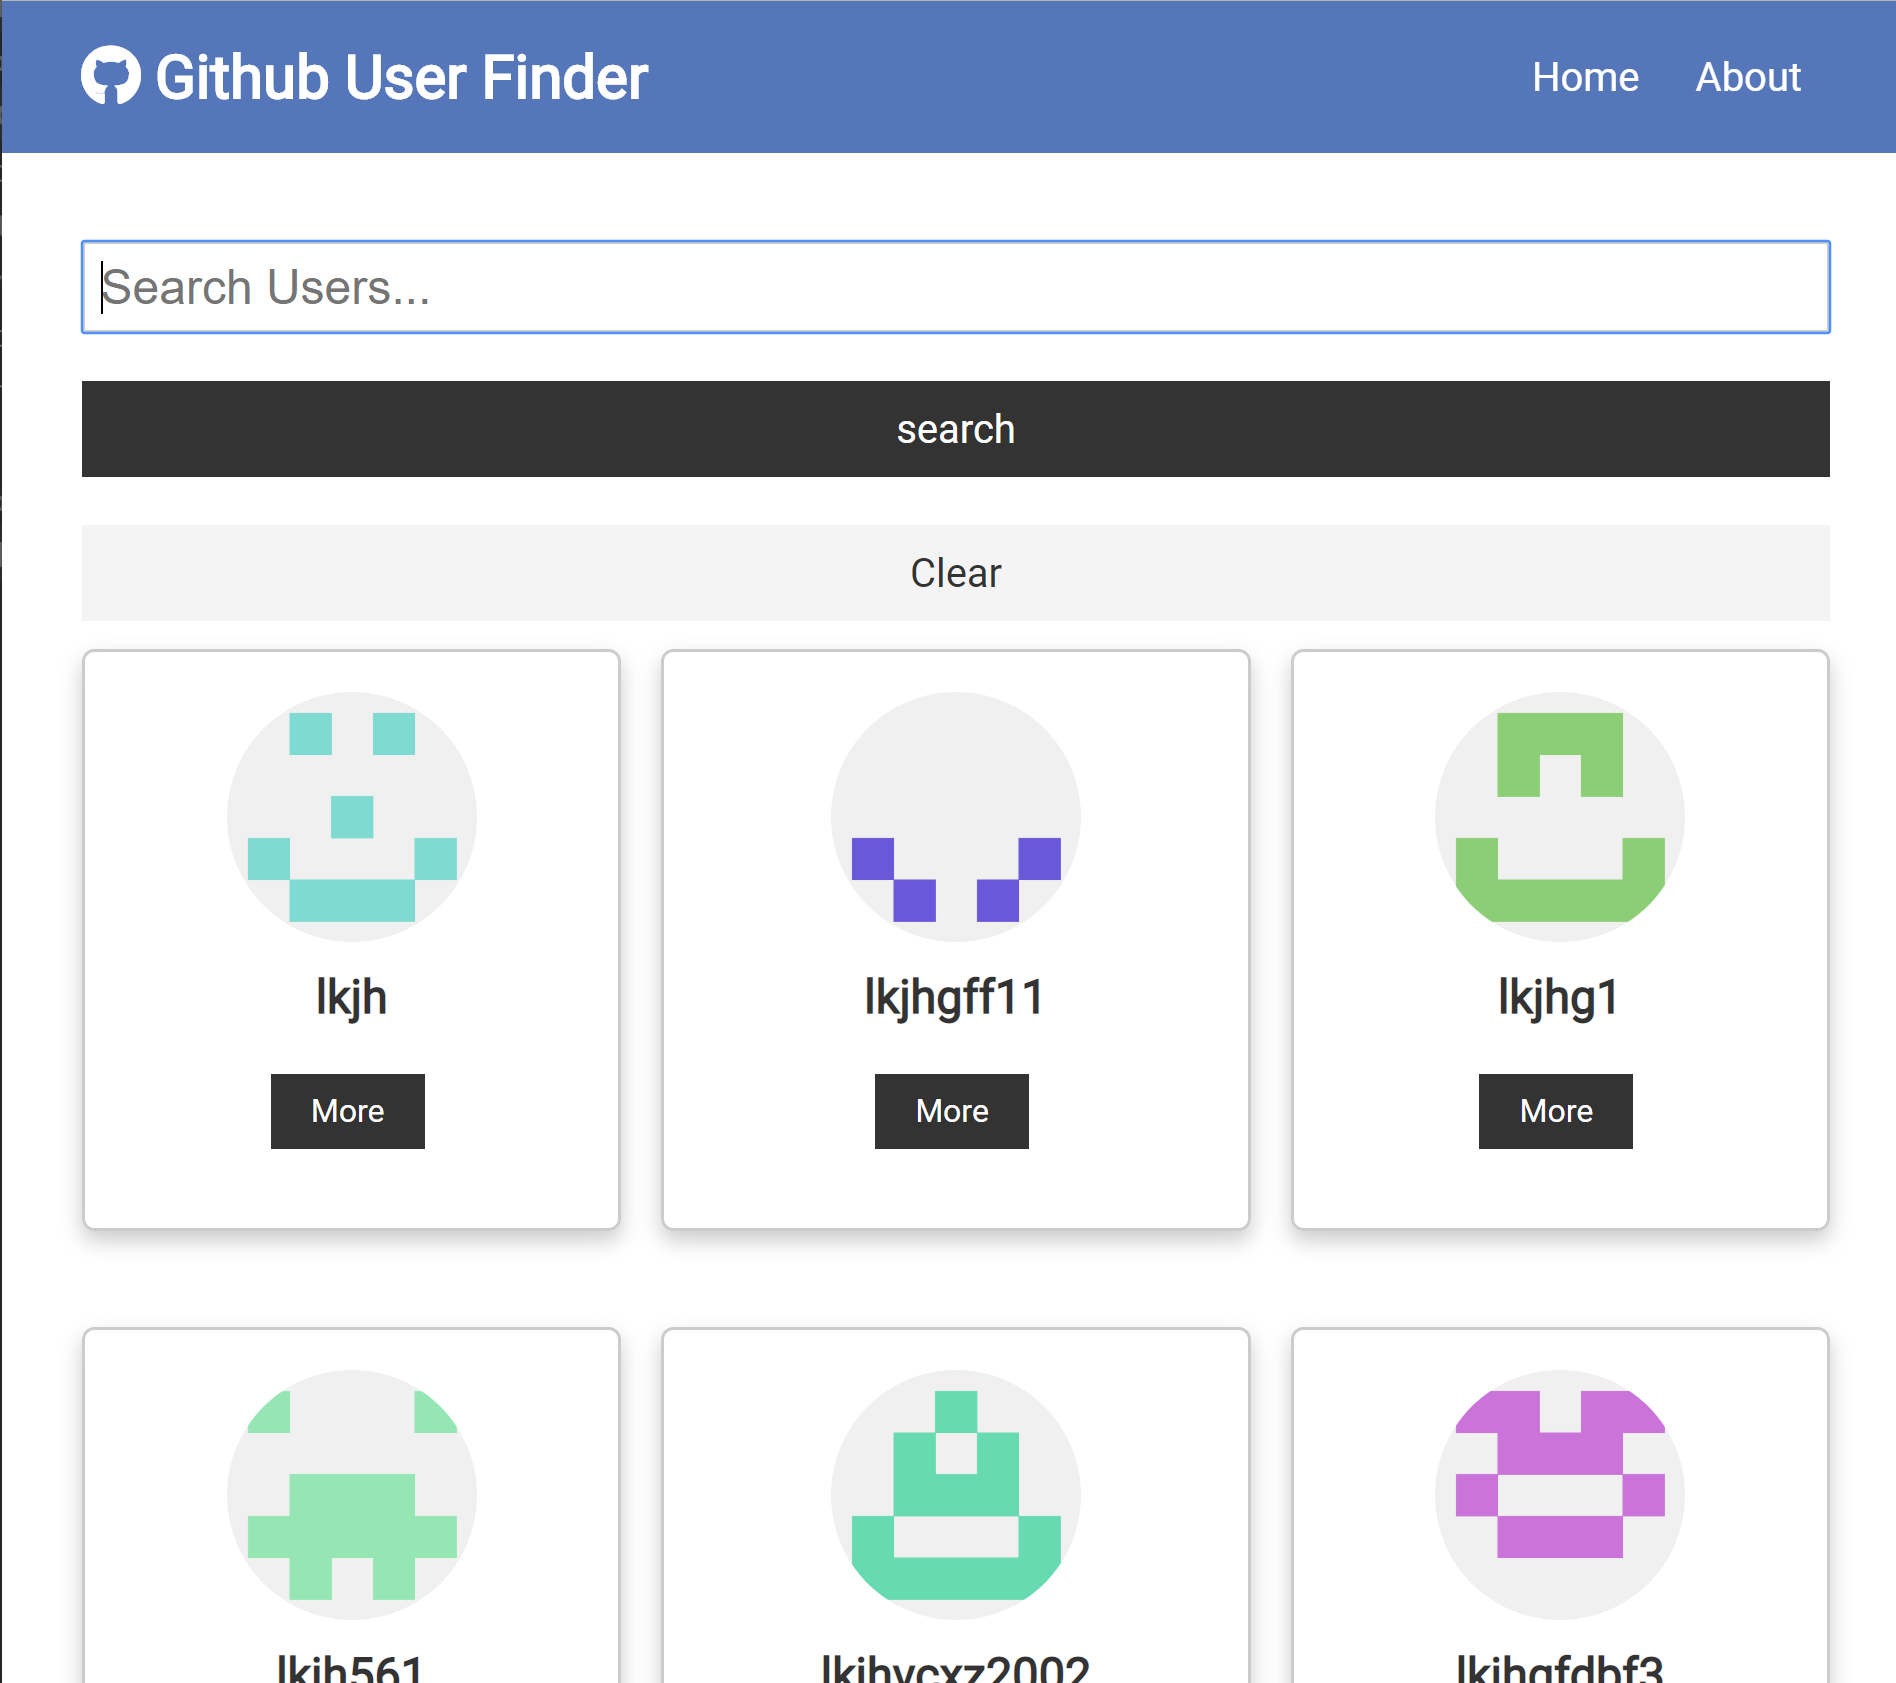 Github User Finder
Home
About
Search Users...
search
Clear
lkjh
lkjhgff11
lkjhg1
More
More
More
lkjh561
lkjhvcxz2002
lkjhgfdbf3